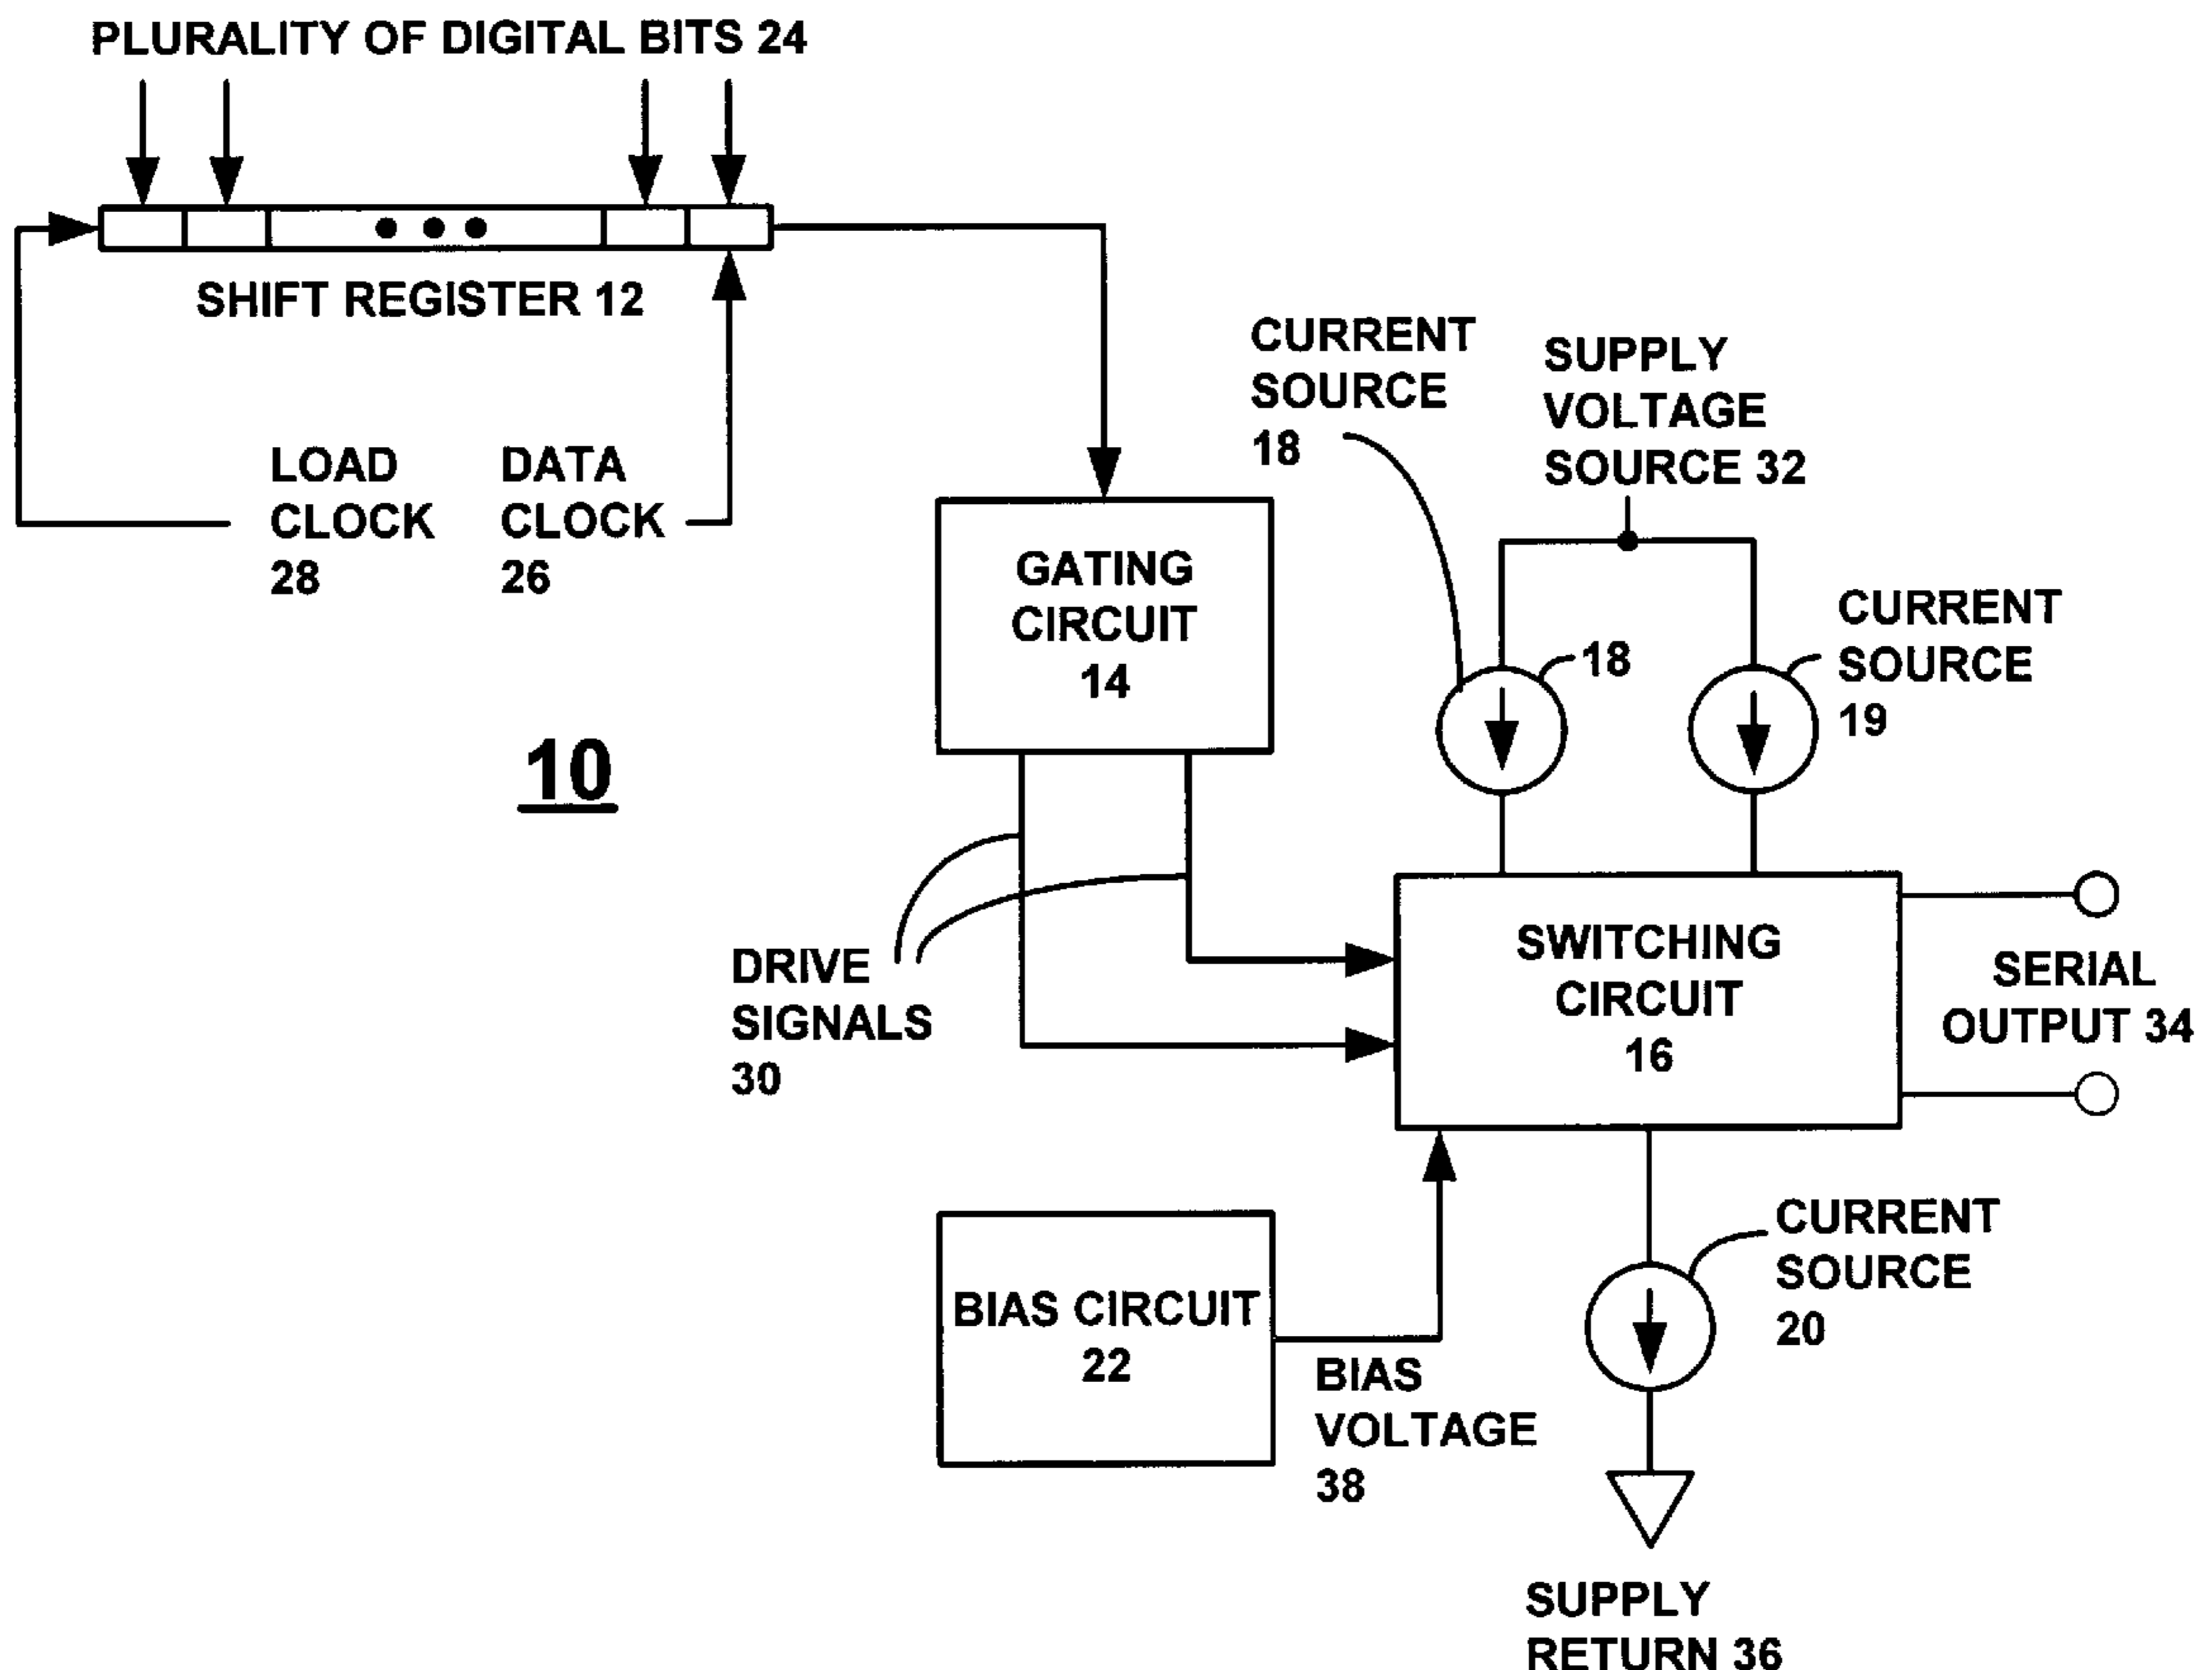 PLURALITY OF DIGITAL BITS 24
SHIFT REGISTER 12
LOAD
CLOCK
28
DATA
CLOCK
26
CURRENT
SOURCE
18
SUPPLY
VOLTAGE
SOURCE 32
GATING
CIRCUIT
14
18
CURRENT
SOURCE
19
10
DRIVE
SIGNALS
30
SWITCHING
CIRCUIT
16
SERIAL
OUTPUT 34
BIAS CIRCUIT
22
BIAS
VOLTAGE
38
CURRENT
SOURCE
20
SUPPLY
RETURN 36